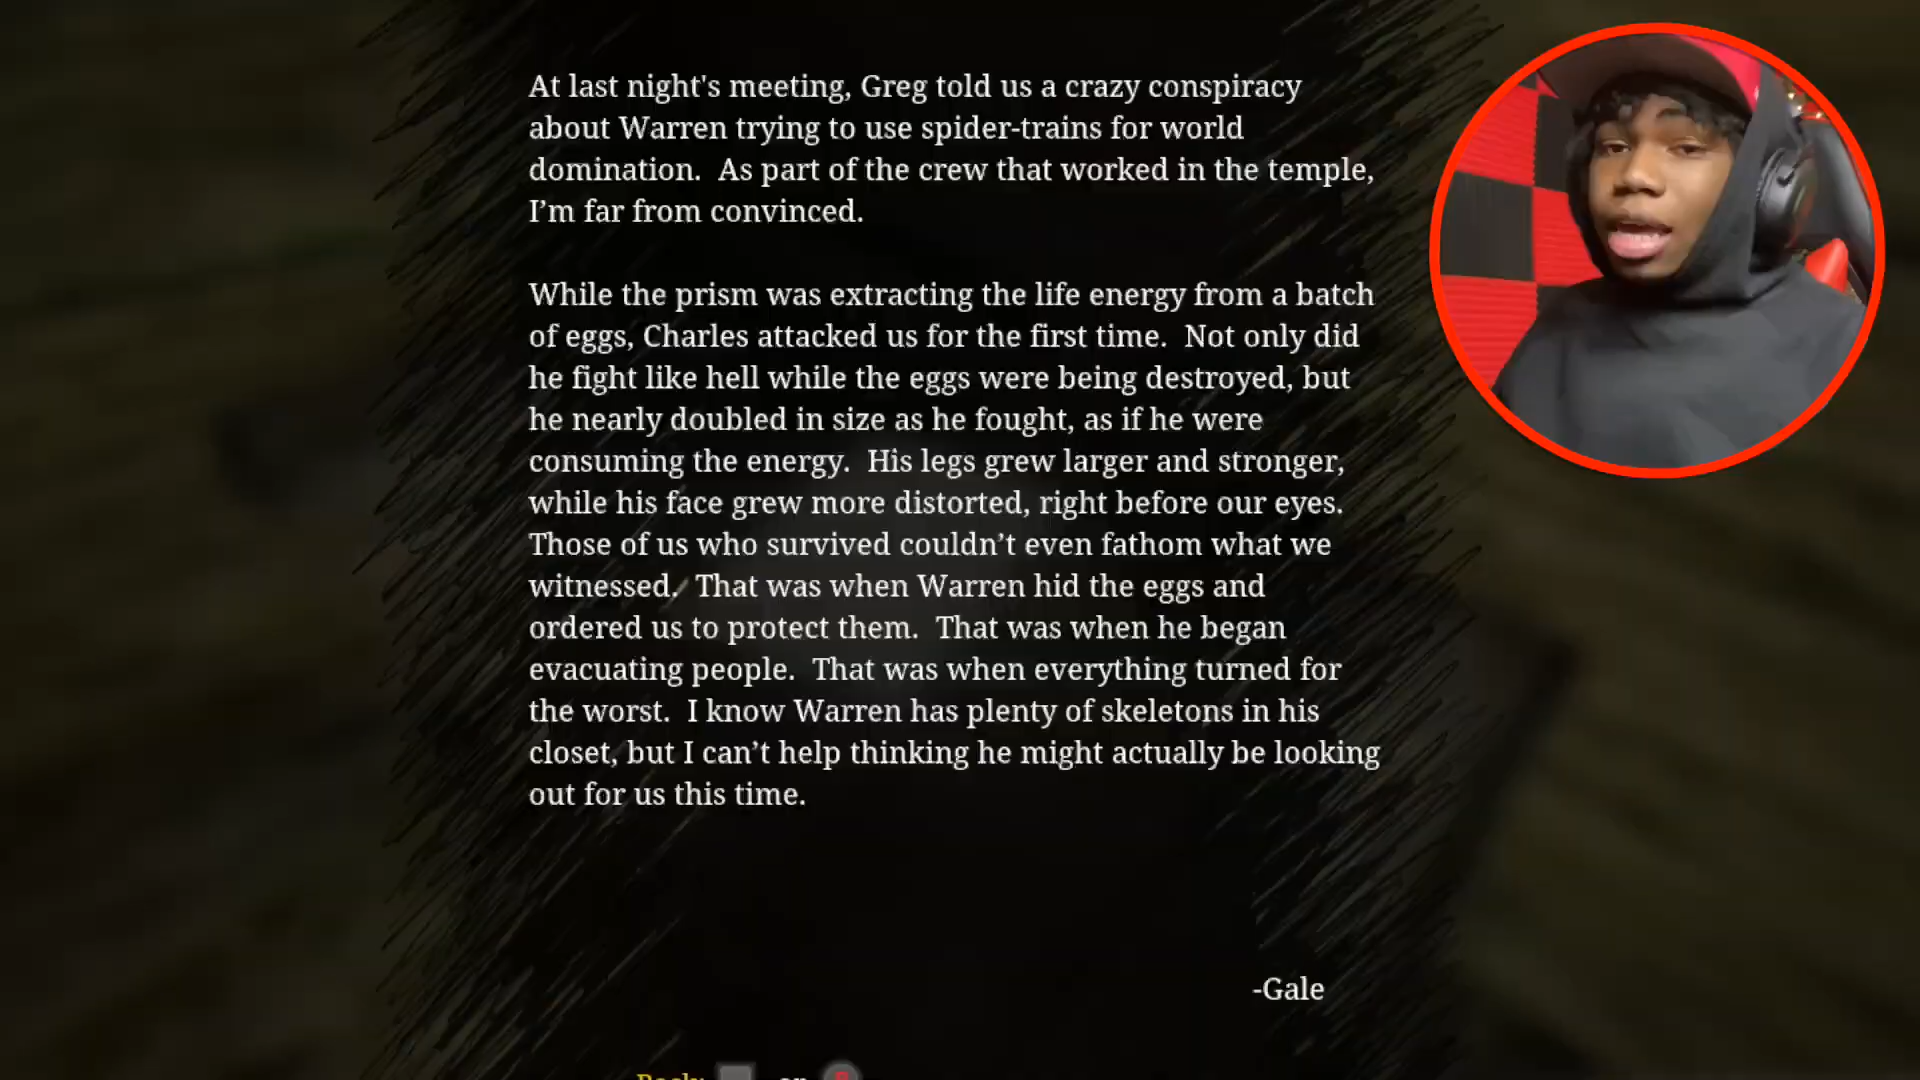 At last night's meeting, Greg told us a crazy conspiracy
about Warren trying to use spider-trains for world
domination.  As part of the crew that worked in the temple,
I’m far from convinced.
While the prism was extracting the life energy from a batch
of eggs, Charles attacked us for the first time.  Not only did
he fight like hell while the eggs were being destroyed, but
he nearly doubled in size as he fought, as if he were
consuming the energy.  His legs grew larger and stronger,
while his face grew more distorted, right before our eyes.
Those of us who survived couldn’t even fathom what we
witnessed.  That was when Warren hid the eggs and
ordered us to protect them.  That was when he began
evacuating people.  That was when everything turned for
the worst.  I know Warren has plenty of skeletons in his
closet, but I can’t help thinking he might actually be looking
out for us this time.
-Gale
Back: or